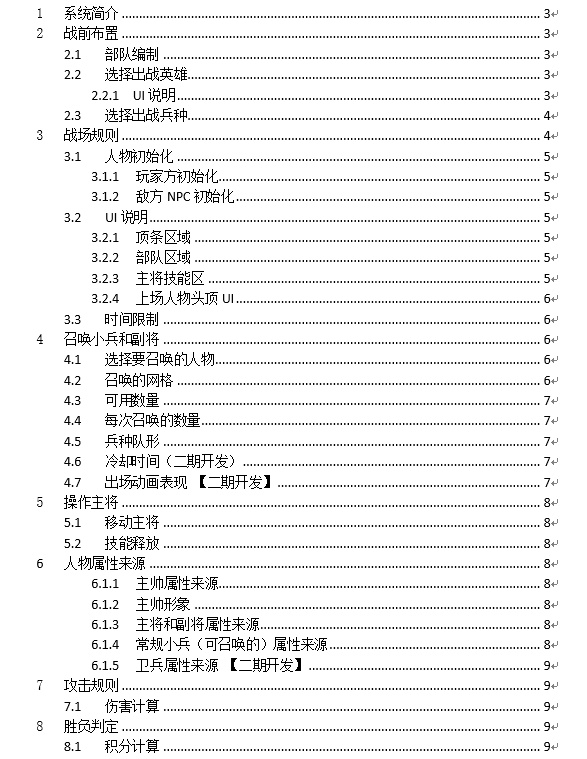 1 系统简介 3
2 战前布置 3
2.1 部队编制 3
2.2 选择出战英雄 3
2.2.1 UI 说明 3
2.3 选择出战兵种 4
3 战场规则 4
3.1 人物初始化 5
3.1.1 玩家方初始化 5
3.1.2 敌方 NPC 初始化 5
3.2 UI 说明 5
3.2.1 顶条区域 5
3.2.2 部队区域 5
3.2.3 主将技能区 5
3.2.4 上场人物头顶 UI 6
3.3 时间限制 6
4 召唤小兵和副将 6
4.1 选择要召唤的人物 6
4.2 召唤的网格 6
4.3 可用数量 7
4.4 每次召唤的数量 7
4.5 兵种队形 7
4.6 冷却时间（二期开发） 7
4.7 出场动画表现 【二期开发】 7
5 操作主将 8
5.1 移动主将 8
5.2 技能释放 8
6 人物属性来源 8
6.1.1 主帅属性来源 8
6.1.2 主帅形象 8
6.1.3 主将和副将属性来源 8
6.1.4 常规小兵（可召唤的）属性来源 8
6.1.5 卫兵属性来源 【二期开发】 9
7 攻击规则 9
7.1 伤害计算 9
8 胜负判定 9
8.1 积分计算 9